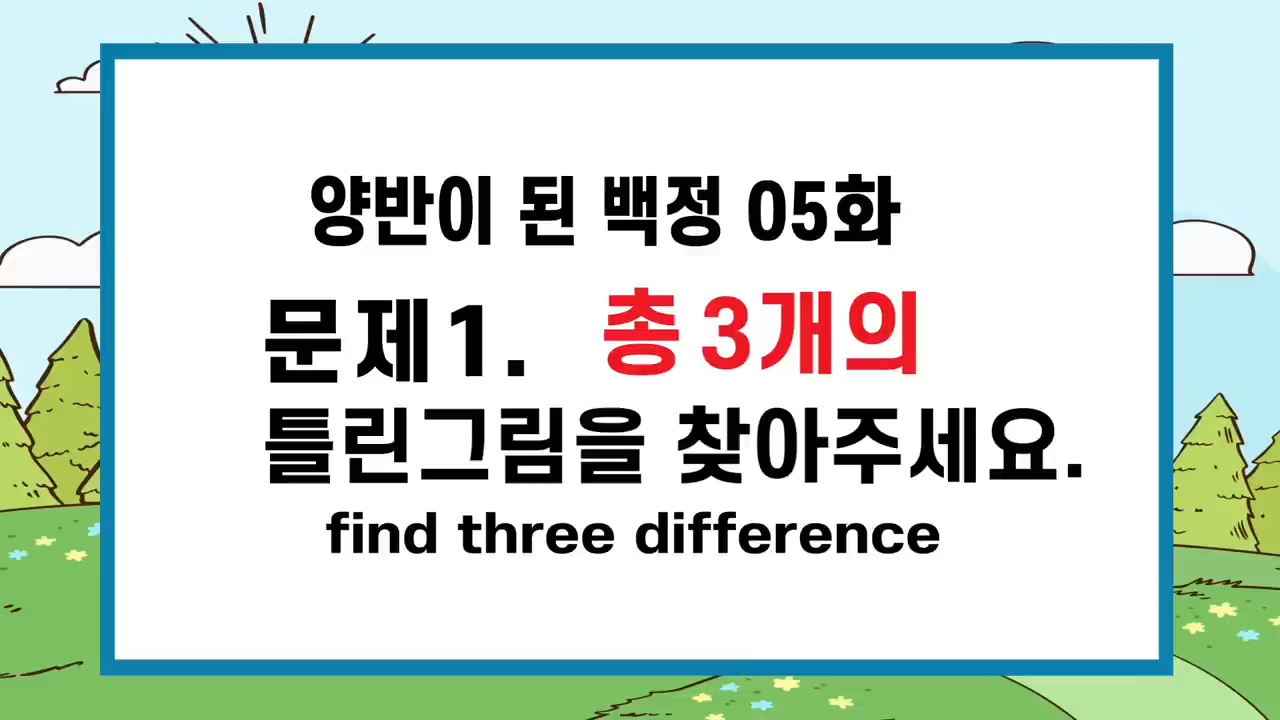 양반이 된 백정 05화
문제1. 총 3개의
틀린그림을 찾아주세요.
find three difference